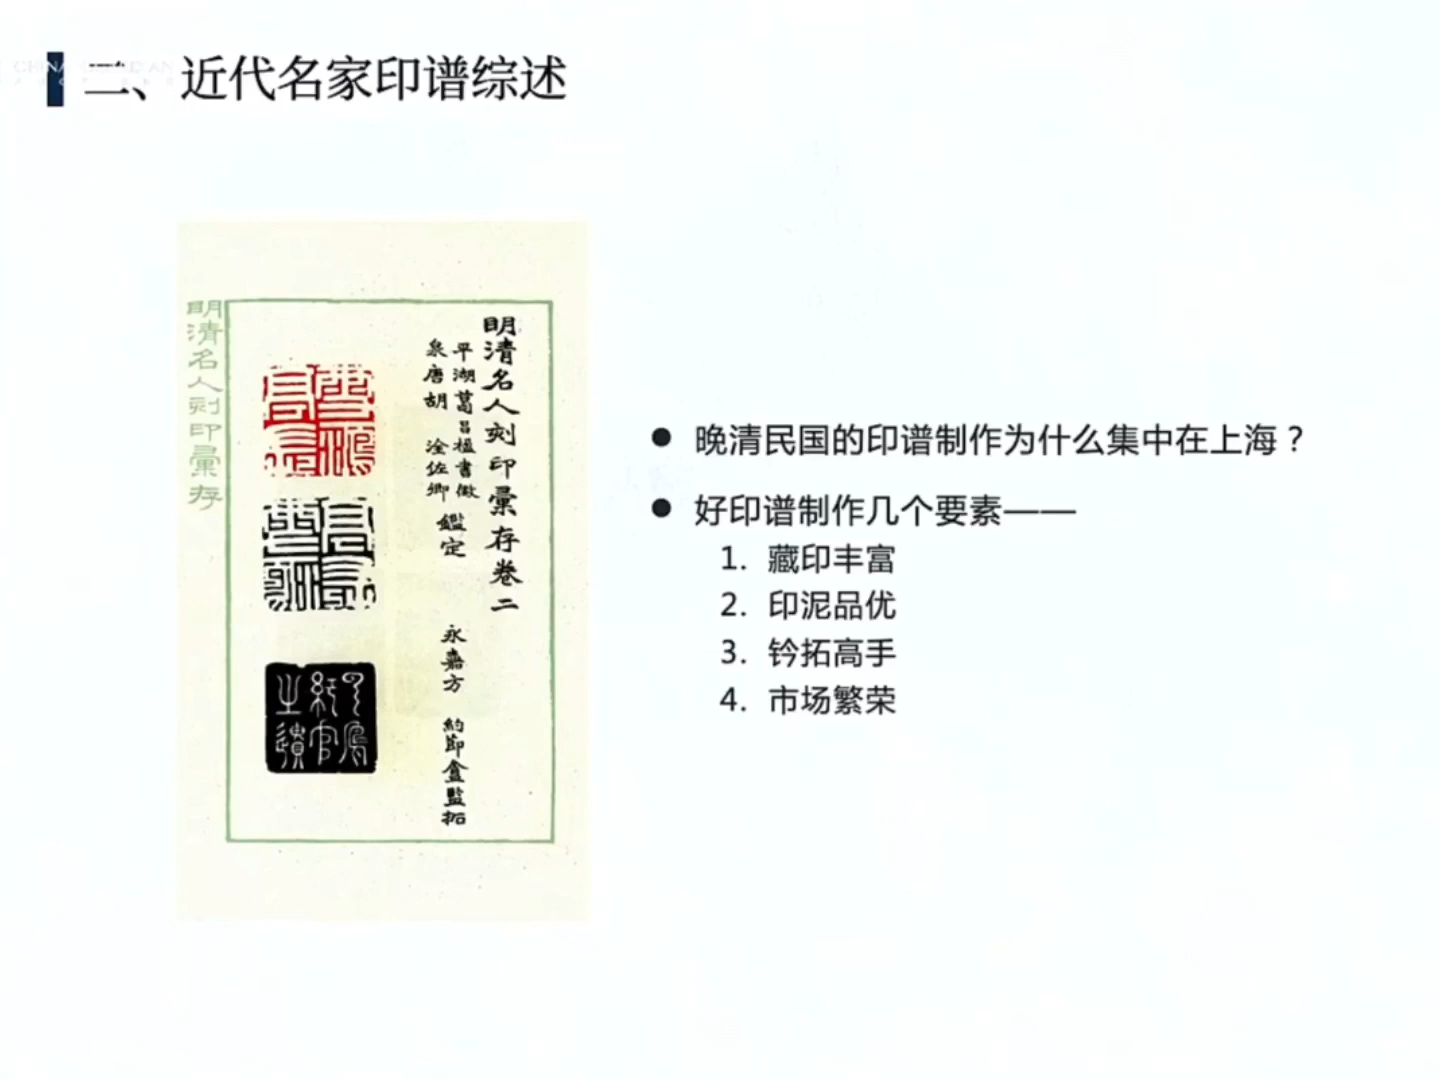 二、近代名家印谱综述
明清名人刻印彙存
明清名人刻印彙存卷二
平湖葛昌楹書徵
泉唐胡 淦佐卿
鑑定
永嘉方 約節盦監拓
晚清民国的印谱制作为什么集中在上海？
好印谱制作几个要素——
1. 藏印丰富
2. 印泥品优
3. 钤拓高手
4. 市场繁荣